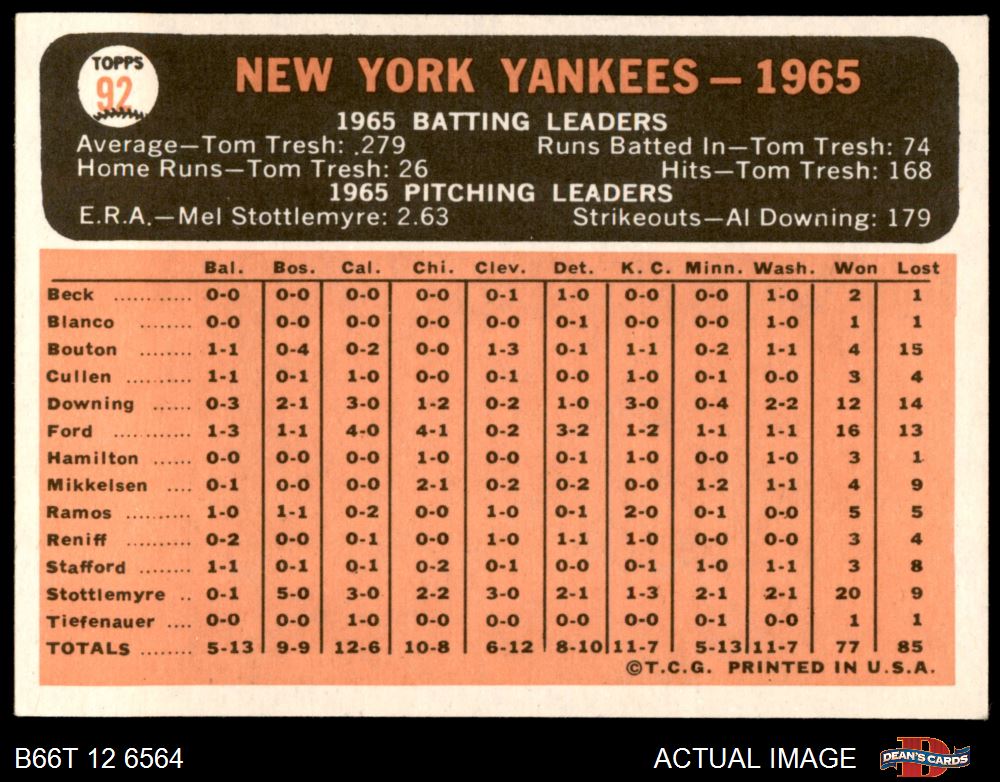 TOPPS
92
NEW YORK YANKEES — 1965
1965 BATTING LEADERS
Average—Tom Tresh: .279 Runs Batted In—Tom Tresh: 74
Home Runs—Tom Tresh: 26 Hits—Tom Tresh: 168
1965 PITCHING LEADERS
E.R.A.—Mel Stottlemyre: 2.63 Strikeouts—Al Downing: 179
Bal. Bos. Cal. Chi. Clev. Det. K. C. Minn. Wash. Won Lost
Beck ........... 0-0 0-0 0-0 0-0 0-1 1-0 0-0 0-0 1-0 2 1
Blanco ........ 0-0 0-0 0-0 0-0 0-0 0-1 0-0 0-0 1-0 1 1
Bouton ........ 1-1 0-4 0-2 0-0 1-3 0-1 1-1 0-2 1-1 4 15
Cullen ......... 1-1 0-1 1-0 0-0 0-1 0-0 1-0 0-1 0-0 3 4
Downing ...... 0-3 2-1 3-0 1-2 0-2 1-0 3-0 0-4 2-2 12 14
Ford ........... 1-3 1-1 4-0 4-1 0-2 3-2 1-2 1-1 1-1 16 13
Hamilton ...... 0-0 0-0 0-0 1-0 0-0 0-1 1-0 0-0 1-0 3 1
Mikkelsen .... 0-1 0-0 0-0 2-1 0-2 0-2 0-0 1-2 1-1 4 9
Ramos .......... 1-0 1-1 0-2 0-0 1-0 0-1 2-0 0-1 0-0 5 5
Reniff .......... 0-2 0-0 0-1 0-0 1-0 1-1 1-0 0-0 0-0 3 4
Stafford ........ 1-1 0-1 0-1 0-2 0-1 0-0 0-1 1-0 1-1 3 8
Stottlemyre .. 0-1 5-0 3-0 2-2 3-0 2-1 1-3 2-1 2-1 20 9
Tiefenauer .... 0-0 0-0 1-0 0-0 0-0 0-0 0-0 0-1 0-0 1 1
TOTALS ........ 5-13 9-9 12-6 10-8 6-12 8-10 11-7 5-13 11-7 77 85
©T.C.G. PRINTED IN U.S.A.
B66T 12 6564 ACTUAL IMAGE DEAN'S CARDS